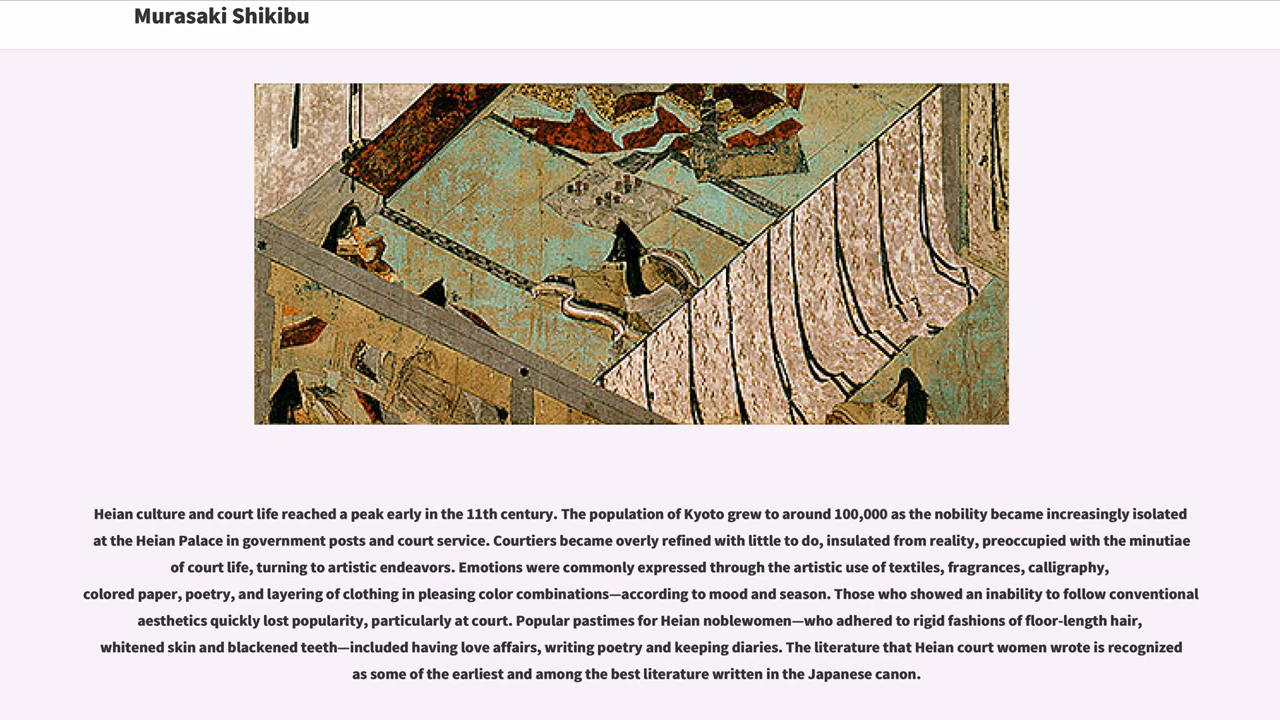 Murasaki Shikibu
Heian culture and court life reached a peak early in the 11th century. The population of Kyoto grew to around 100,000 as the nobility became increasingly isolated
at the Heian Palace in government posts and court service. Courtiers became overly refined with little to do, insulated from reality, preoccupied with the minutiae
of court life, turning to artistic endeavors. Emotions were commonly expressed through the artistic use of textiles, fragrances, calligraphy,
colored paper, poetry, and layering of clothing in pleasing color combinations—according to mood and season. Those who showed an inability to follow conventional
aesthetics quickly lost popularity, particularly at court. Popular pastimes for Heian noblewomen—who adhered to rigid fashions of floor-length hair,
whitened skin and blackened teeth—included having love affairs, writing poetry and keeping diaries. The literature that Heian court women wrote is recognized
as some of the earliest and among the best literature written in the Japanese canon.